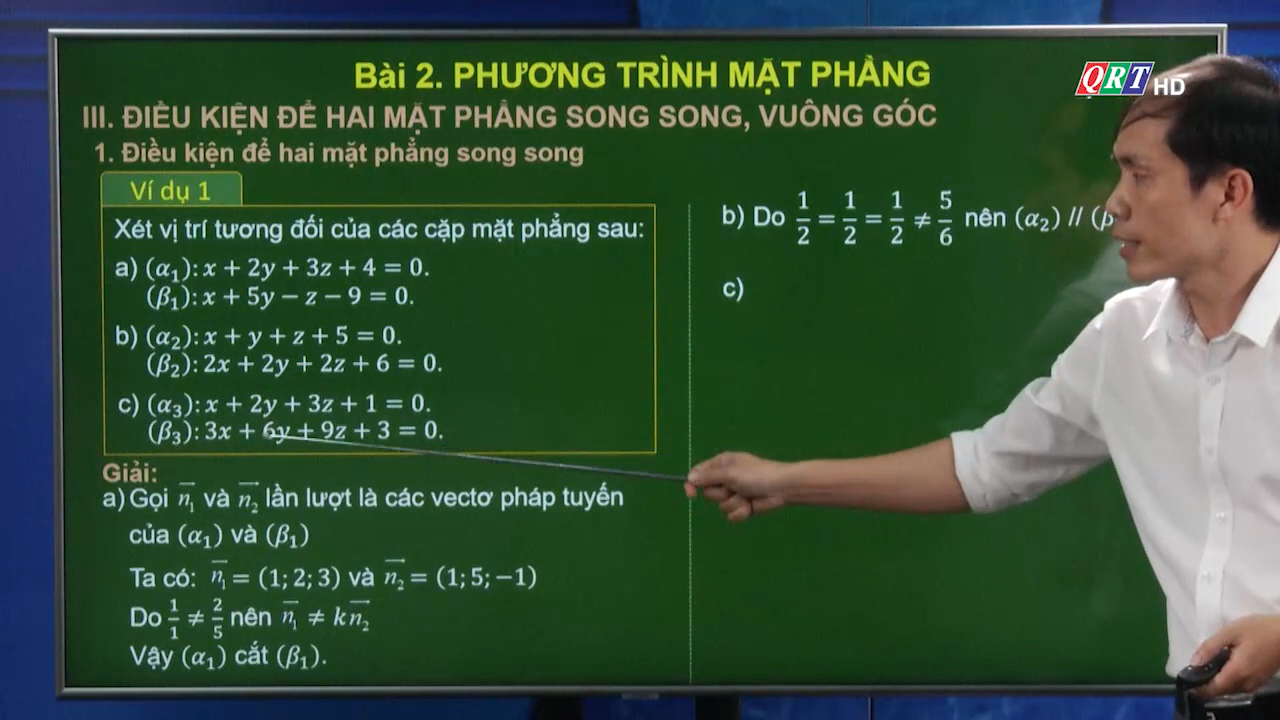 QRT HD
Bài 2. PHƯƠNG TRÌNH MẶT PHẲNG
III. ĐIỀU KIỆN ĐỂ HAI MẶT PHẲNG SONG SONG, VUÔNG GÓC
1. Điều kiện để hai mặt phẳng song song
Ví dụ 1
Xét vị trí tương đối của các cặp mặt phẳng sau:
a) (α₁): x + 2y + 3z + 4 = 0.
(β₁): x + 5y − z − 9 = 0.
b) (α₂): x + y + z + 5 = 0.
(β₂): 2x + 2y + 2z + 6 = 0.
c) (α₃): x + 2y + 3z + 1 = 0.
(β₃): 3x + 6y + 9z + 3 = 0.
Giải:
a) Gọi n₁ và n₂ lần lượt là các vectơ pháp tuyến
của (α₁) và (β₁)
Ta có: n₁ = (1; 2; 3) và n₂ = (1; 5; −1)
Do 1/1 ≠ 2/5 nên n₁ ≠ kn₂
Vậy (α₁) cắt (β₁).
b) Do 1/2 = 1/2 = 1/2 ≠ 5/6 nên (α₂) // (β
c)